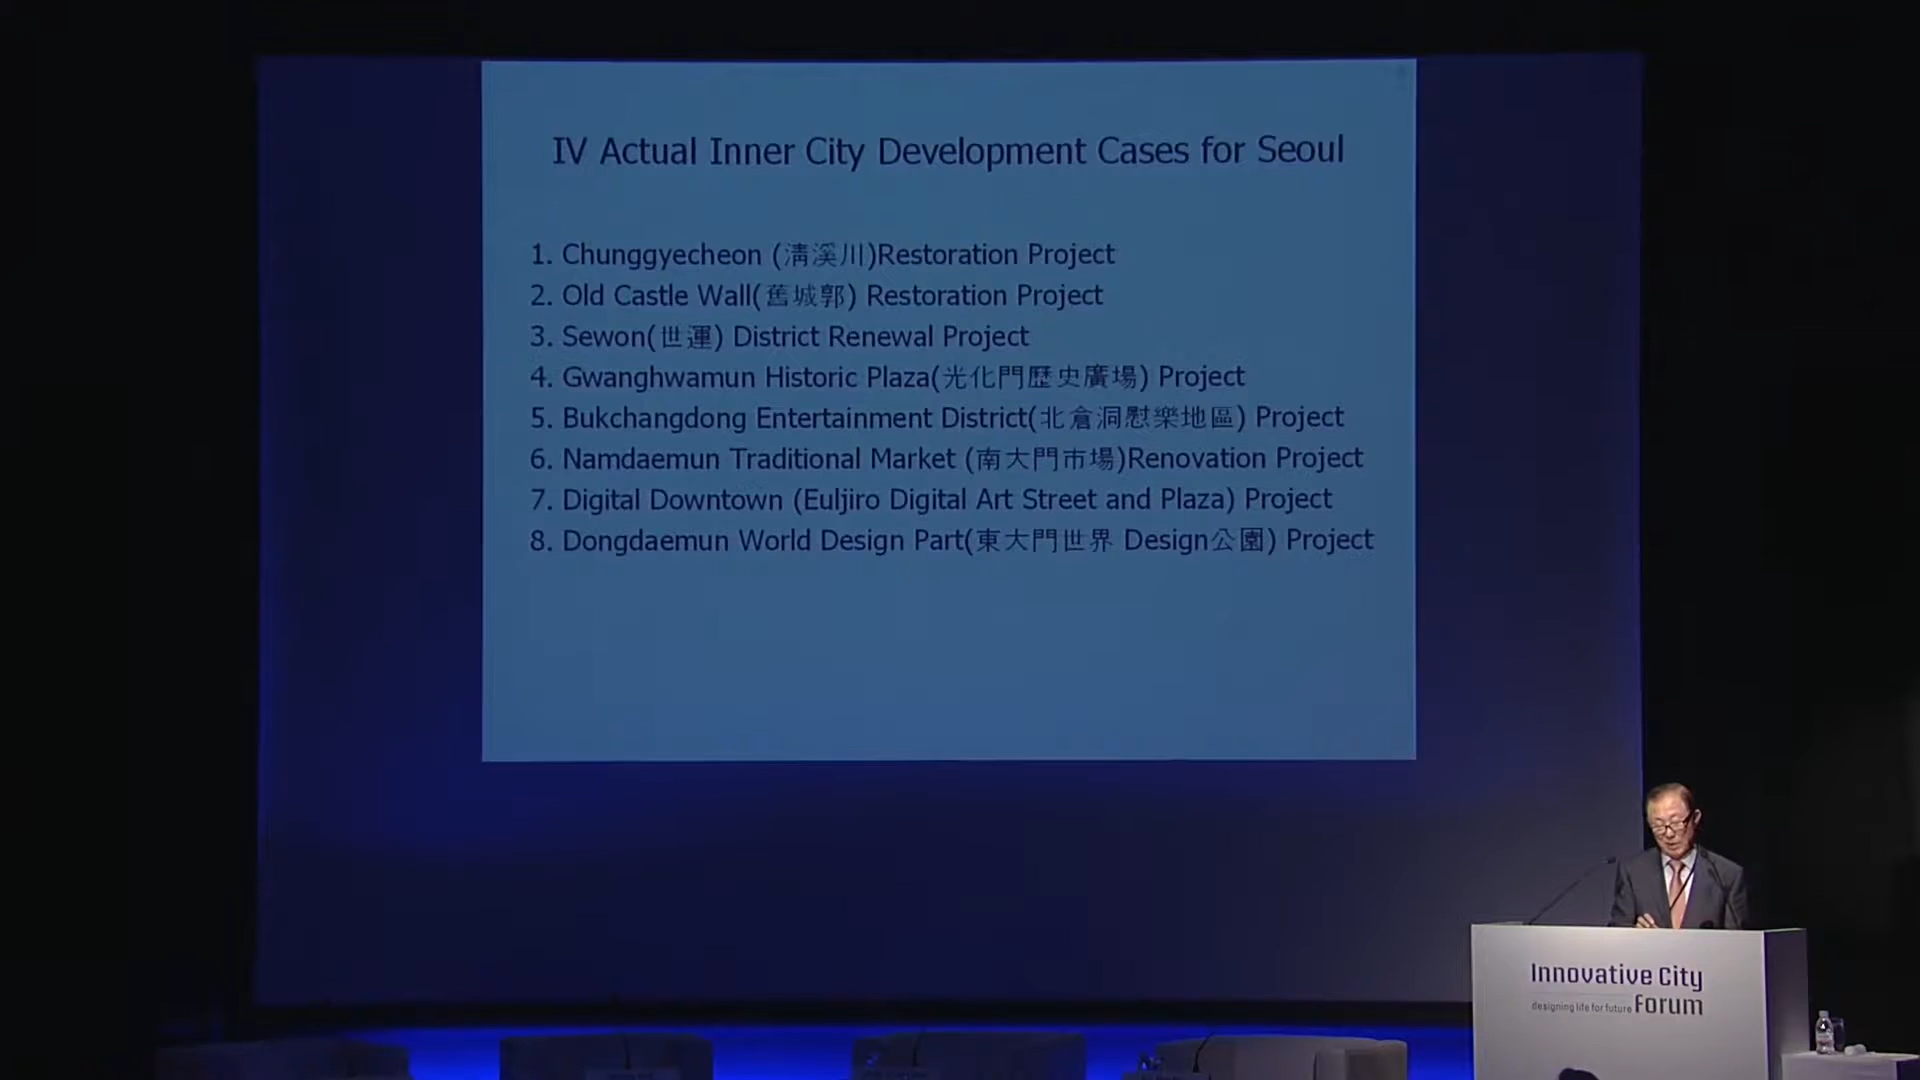 IV Actual Inner City Development Cases for Seoul
1. Chunggyecheon (淸溪川)Restoration Project
2. Old Castle Wall(舊城郭) Restoration Project
3. Sewon(世運) District Renewal Project
4. Gwanghwamun Historic Plaza(光化門歷史廣場) Project
5. Bukchangdong Entertainment District(北倉洞慰樂地區) Project
6. Namdaemun Traditional Market (南大門市場)Renovation Project
7. Digital Downtown (Euljiro Digital Art Street and Plaza) Project
8. Dongdaemun World Design Part(東大門世界 Design公園) Project
Innovative City
designing life for future Forum